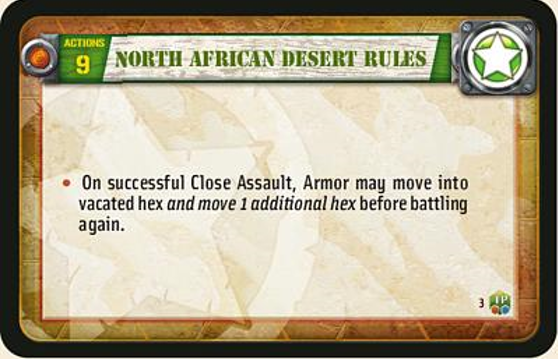 ACTIONS
9
NORTH AFRICAN DESERT RULES
• On successful Close Assault, Armor may move into
vacated hex and move 1 additional hex before battling
again.
3